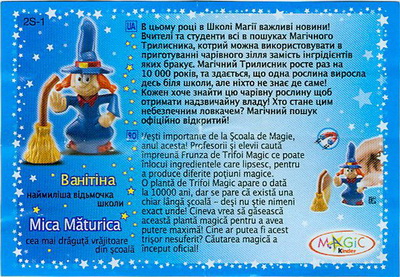 2S-1
UA
В цьому році в Школі Магії важливі новини!
Вчителі та студенти всі в пошуках Магічного
Трилисника, котрий можна використовувати в
приготуванні чарівного зілля замість інгрідієнтів
яких бракує. Магічний Трилисник росте раз на
10 000 років, та здається, що одна рослина виросла
десь біля школи, але ніхто не знає де саме!
Кожен хоче знайти цю чарівну рослину щоб
отримати надзвичайну владу! Хто стане цим
небезпечним ловкачем? Магічний пошук
офіційно відкритий!
RO
Vești importante de la Școala de Magie,
anul acesta! Profesorii și elevii caută
împreună Frunza de Trifoi Magic ce poate
înlocui ingredientele care lipsesc, pentru
a produce diferite poțiuni magice.
O plantă de Trifoi Magic apare o dată
la 10000 ani, dar se pare că există una
chiar lângă școală - deși nu știe nimeni
exact unde! Cineva vrea să găsească
această plantă magică pentru a avea
putere maximă! Cine ar putea fi acest
trișor nesuferit? Căutarea magică a
început oficial!
Ванітіна
наймиліша відьмочка
школи
Mica Măturica
cea mai drăguță vrăjitoare
din școală
MAGIC
Kinder